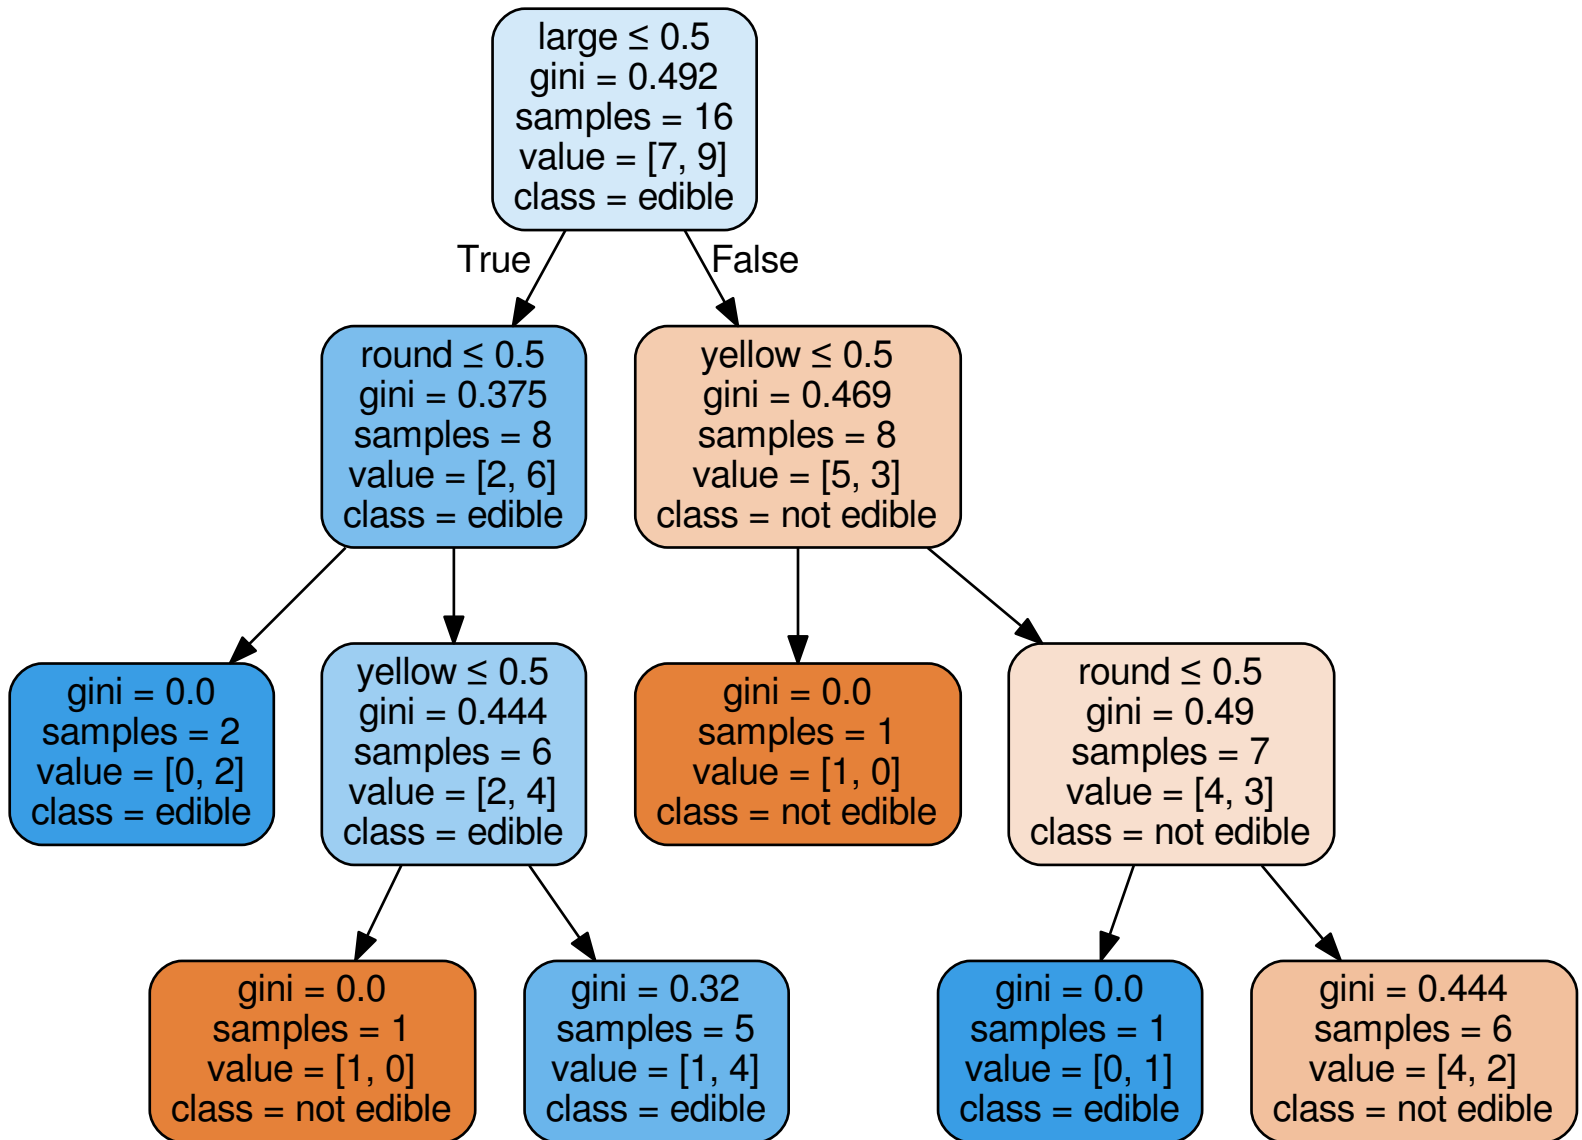 large ≤ 0.5
gini = 0.492
samples = 16
value = [7, 9]
class = edible
True
False
round ≤ 0.5
gini = 0.375
samples = 8
value = [2, 6]
class = edible
yellow ≤ 0.5
gini = 0.469
samples = 8
value = [5, 3]
class = not edible
gini = 0.0
samples = 2
value = [0, 2]
class = edible
yellow ≤ 0.5
gini = 0.444
samples = 6
value = [2, 4]
class = edible
gini = 0.0
samples = 1
value = [1, 0]
class = not edible
round ≤ 0.5
gini = 0.49
samples = 7
value = [4, 3]
class = not edible
gini = 0.0
samples = 1
value = [1, 0]
class = not edible
gini = 0.32
samples = 5
value = [1, 4]
class = edible
gini = 0.0
samples = 1
value = [0, 1]
class = edible
gini = 0.444
samples = 6
value = [4, 2]
class = not edible